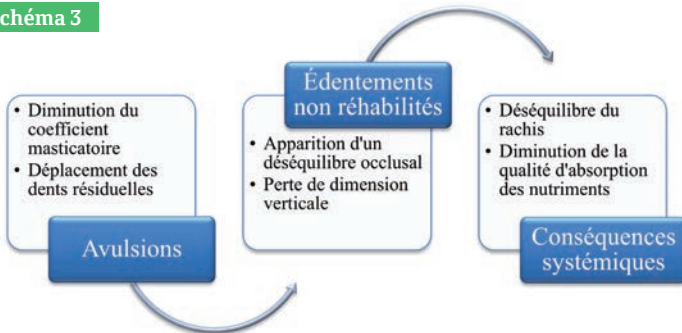 chéma 3
• Diminution du
coefficient
masticatoire
• Déplacement des
dents résiduelles
Avulsions
Édentements
non réhabilités
• Apparition d'un
déséquilibre occlusal
• Perte de dimension
verticale
• Déséquilibre du
rachis
• Diminution de la
qualité d'absorption
des nutriments
Conséquences
systémiques